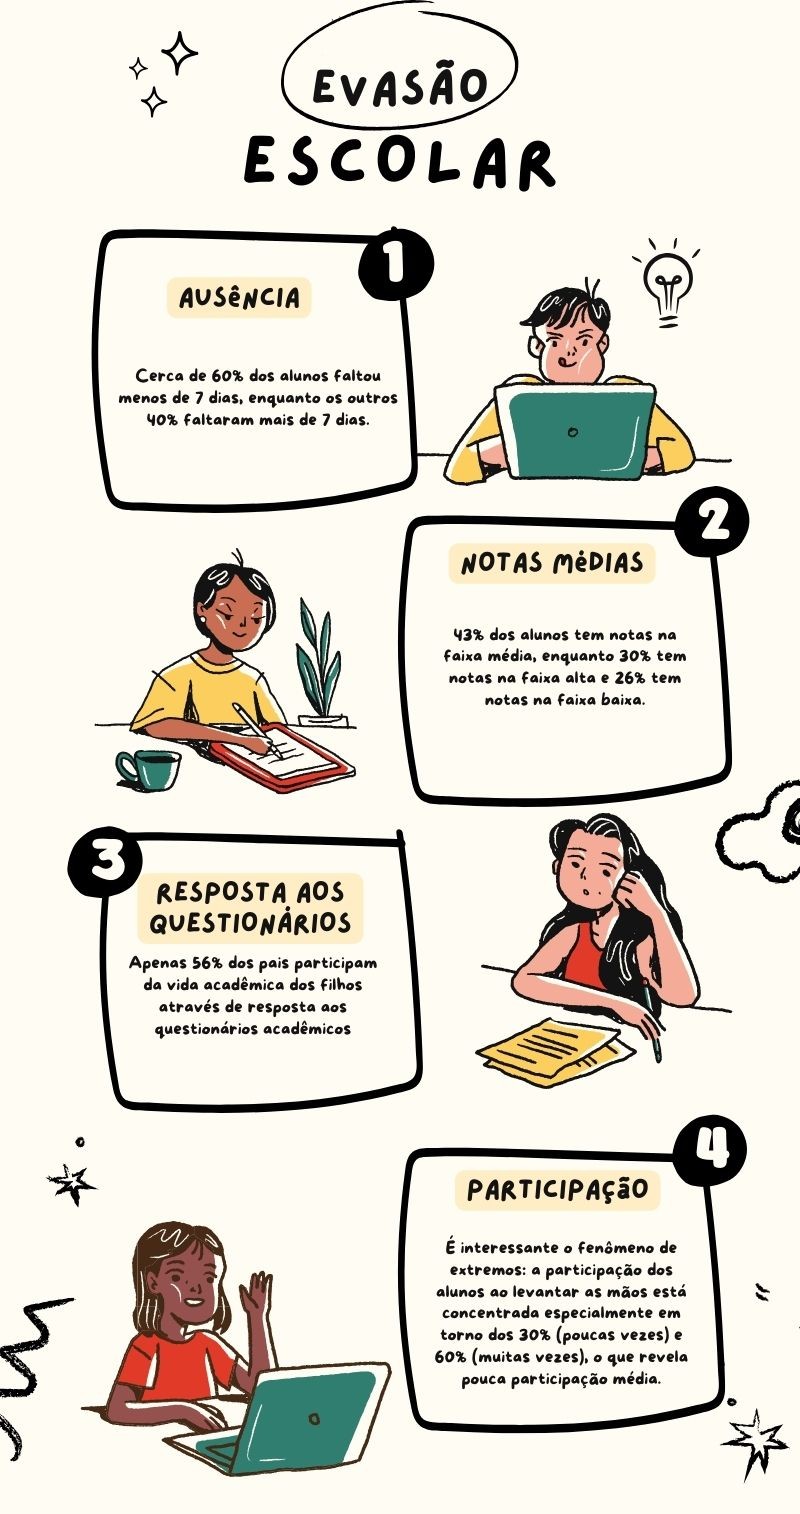 EVASÃO
ESCOLAR
1
AUSÊNCIA
Cerca de 60% dos alunos faltou
menos de 7 dias, enquanto os outros
40% faltaram mais de 7 dias.
2
NOTAS MÉDIAS
43% dos alunos tem notas na
faixa média, enquanto 30% tem
notas na faixa alta e 26% tem
notas na faixa baixa.
3
RESPOSTA AOS
QUESTIONÁRIOS
Apenas 56% dos pais participam
da vida acadêmica dos filhos
através de resposta aos
questionários acadêmicos
4
PARTICIPAÇÃO
É interessante o fenômeno de
extremos: a participação dos
alunos ao levantar as mãos está
concentrada especialmente em
torno dos 30% (poucas vezes) e
60% (muitas vezes), o que revela
pouca participação média.